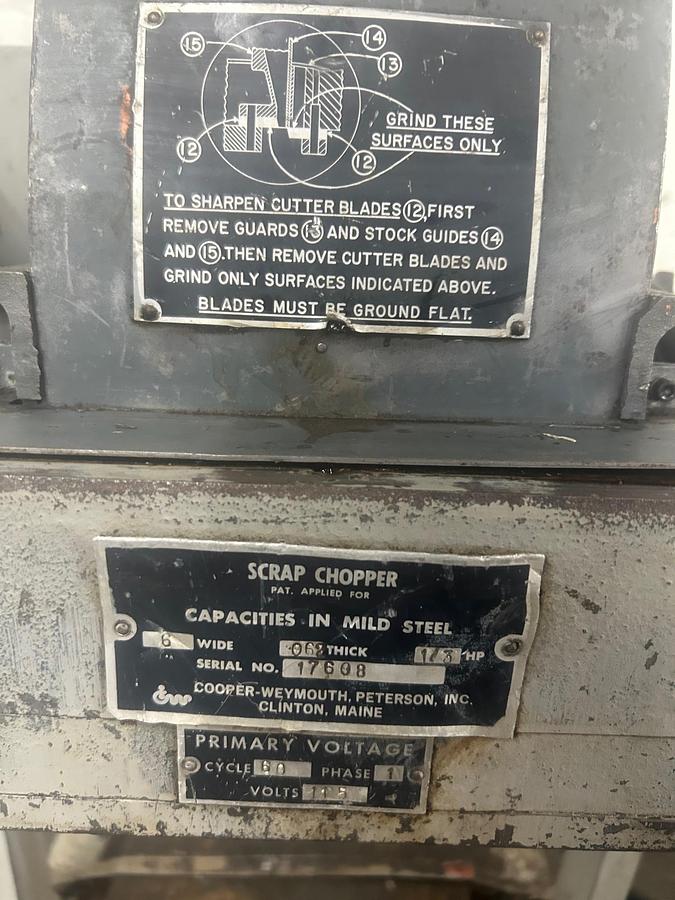 15
14
13
12
12
GRIND THESE
SURFACES ONLY
TO SHARPEN CUTTER BLADES 12, FIRST
REMOVE GUARDS 13 AND STOCK GUIDES 14
AND 15. THEN REMOVE CUTTER BLADES AND
GRIND ONLY SURFACES INDICATED ABOVE.
BLADES MUST BE GROUND FLAT.
SCRAP CHOPPER
PAT. APPLIED FOR
CAPACITIES IN MILD STEEL
6 WIDE .062 THICK 1/3 HP
SERIAL NO. 17608
COOPER-WEYMOUTH, PETERSON, INC.
CLINTON, MAINE
PRIMARY VOLTAGE
CYCLE 60 PHASE 1
VOLTS 115